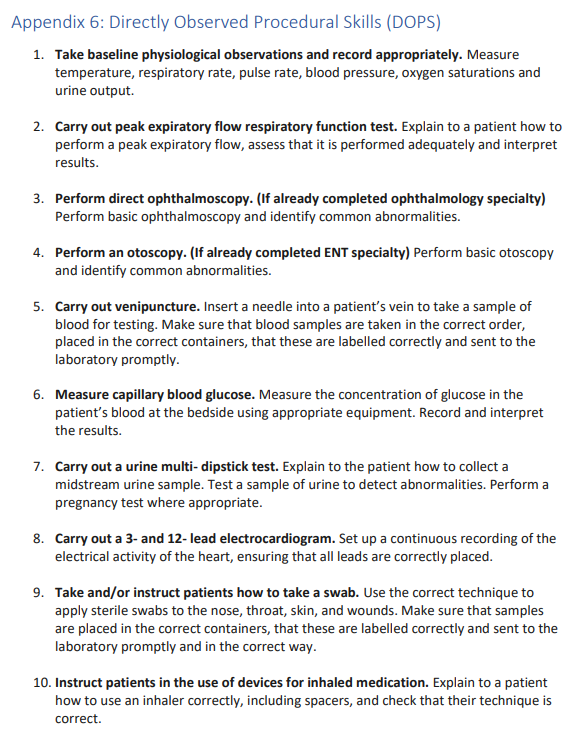 Appendix 6: Directly Observed Procedural Skills (DOPS)
1. Take baseline physiological observations and record appropriately. Measure
temperature, respiratory rate, pulse rate, blood pressure, oxygen saturations and
urine output.
2. Carry out peak expiratory flow respiratory function test. Explain to a patient how to
perform a peak expiratory flow, assess that it is performed adequately and interpret
results.
3. Perform direct ophthalmoscopy. (If already completed ophthalmology specialty)
Perform basic ophthalmoscopy and identify common abnormalities.
4. Perform an otoscopy. (If already completed ENT specialty) Perform basic otoscopy
and identify common abnormalities.
5. Carry out venipuncture. Insert a needle into a patient's vein to take a sample of
blood for testing. Make sure that blood samples are taken in the correct order,
placed in the correct containers, that these are labelled correctly and sent to the
laboratory promptly.
6. Measure capillary blood glucose. Measure the concentration of glucose in the
patient's blood at the bedside using appropriate equipment. Record and interpret
the results.
7. Carry out a urine multi- dipstick test. Explain to the patient how to collect a
midstream urine sample. Test a sample of urine to detect abnormalities. Perform a
pregnancy test where appropriate.
8. Carry out a 3- and 12- lead electrocardiogram. Set up a continuous recording of the
electrical activity of the heart, ensuring that all leads are correctly placed.
9. Take and/or instruct patients how to take a swab. Use the correct technique to
apply sterile swabs to the nose, throat, skin, and wounds. Make sure that samples
are placed in the correct containers, that these are labelled correctly and sent to the
laboratory promptly and in the correct way.
10. Instruct patients in the use of devices for inhaled medication. Explain to a patient
how to use an inhaler correctly, including spacers, and check that their technique is
correct.